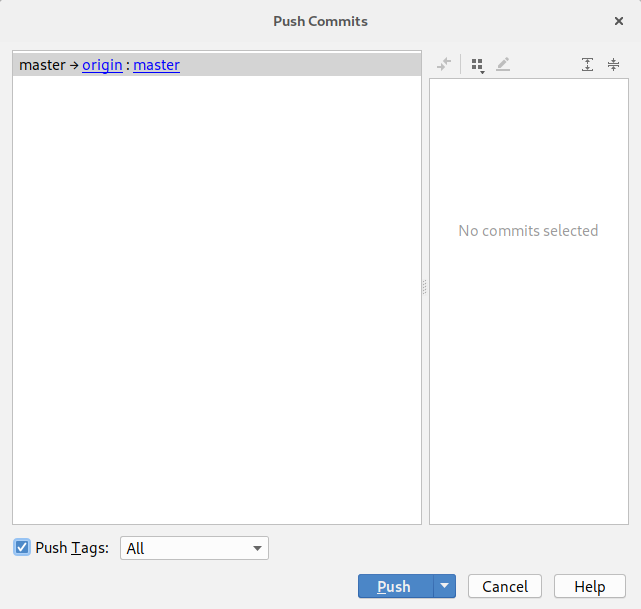 Push Commits
master → origin : master
No commits selected
Push Tags: All
Push Cancel Help